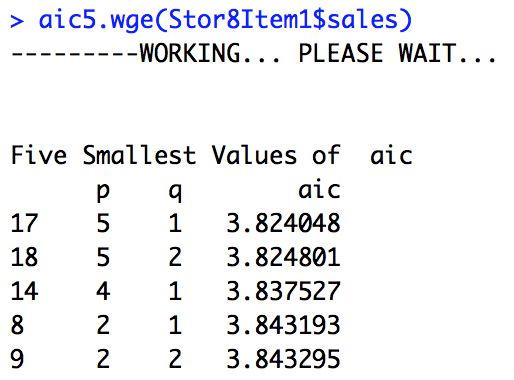 > aic5.wge(Stor8Item1$sales)
---------WORKING... PLEASE WAIT...
Five Smallest Values of  aic
      p    q        aic
17    5    1   3.824048
18    5    2   3.824801
14    4    1   3.837527
8     2    1   3.843193
9     2    2   3.843295